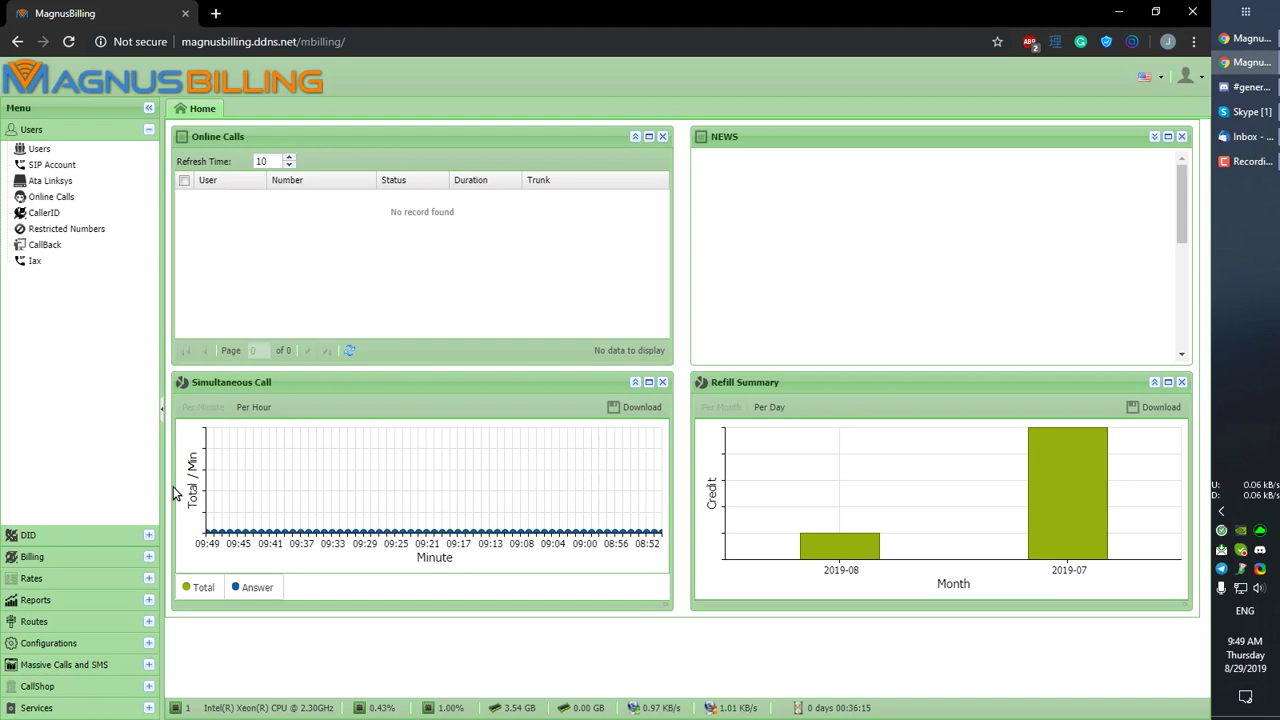 MagnusBilling
Not secure
magnusbilling.ddns.net/mbilling/
ABP
2
J
MAGNUSBILLING
Menu
Users
Users
SIP Account
Ata Linksys
Online Calls
CallerID
Restricted Numbers
CallBack
Iax
DID
Billing
Rates
Reports
Routes
Configurations
Massive Calls and SMS
CallShop
Services
Home
Online Calls
Refresh Time: 10
User Number Status Duration Trunk
No record found
Page 0 of 0
No data to display
NEWS
Simultaneous Call
Per Minute Per Hour Download
Total / Min
09:49 09:45 09:41 09:37 09:33 09:29 09:25 09:21 09:17 09:13 09:08 09:04 09:00 08:56 08:52
Minute
Total Answer
Refill Summary
Per Month Per Day Download
Credit
2019-08 2019-07
Month
1 Intel(R) Xeon(R) CPU @ 2.30GHz 0.43% 1.00% 3.54 GB 0.00 GB 0.97 KB/s 1.01 KB/s 0 days 00:36:15
Magnu...
Magnu...
#gener...
Skype [1]
Inbox - ...
Recordi...
U: 0.06 kB/s
D: 0.06 kB/s
ENG
9:49 AM
Thursday
8/29/2019